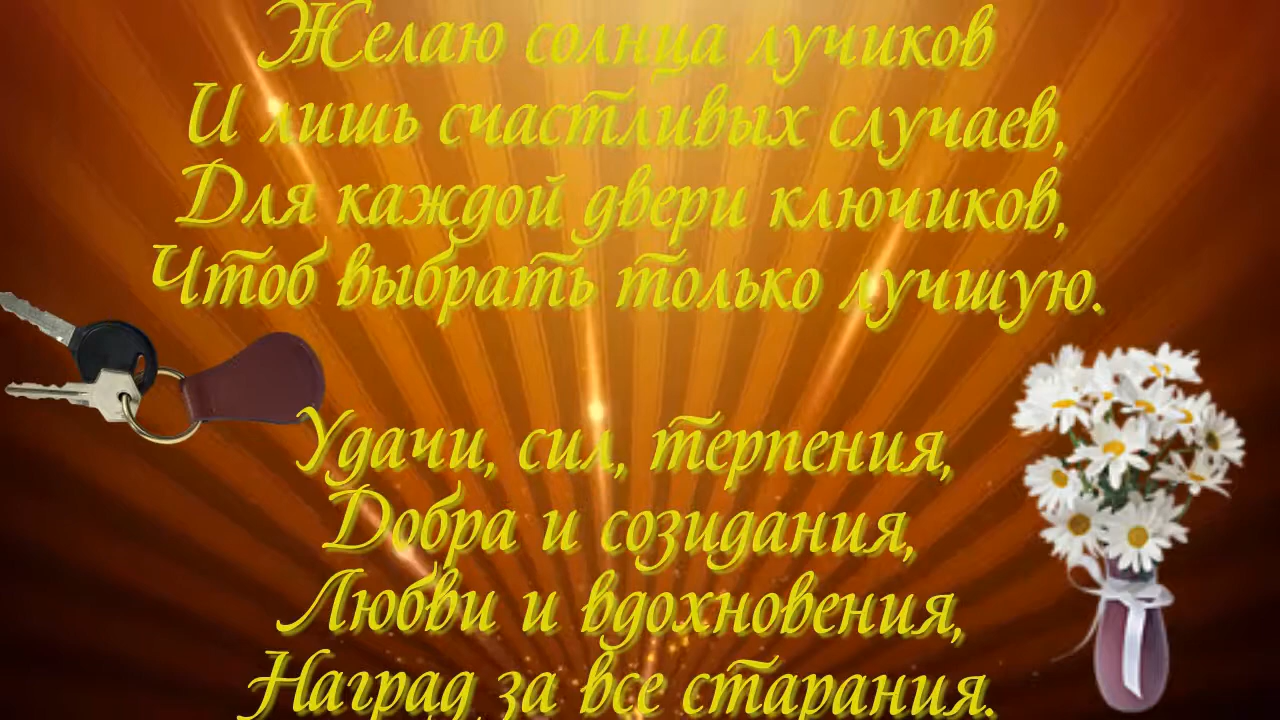 Желаю солнца лучиков
И лишь счастливых случаев,
Для каждой двери ключиков,
Чтоб выбрать только лучшую.
Удачи, сил, терпения,
Добра и созидания,
Любви и вдохновения,
Наград за все старания.